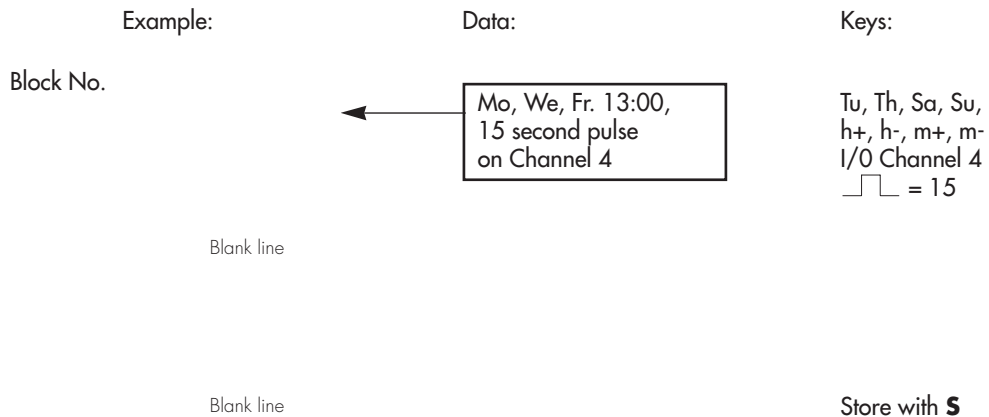 Example: Data: Keys:
Block No.
Mo, We, Fr. 13:00,
15 second pulse
on Channel 4
Tu, Th, Sa, Su,
h+, h-, m+, m-
I/0 Channel 4
= 15
Blank line
Blank line
Store with S